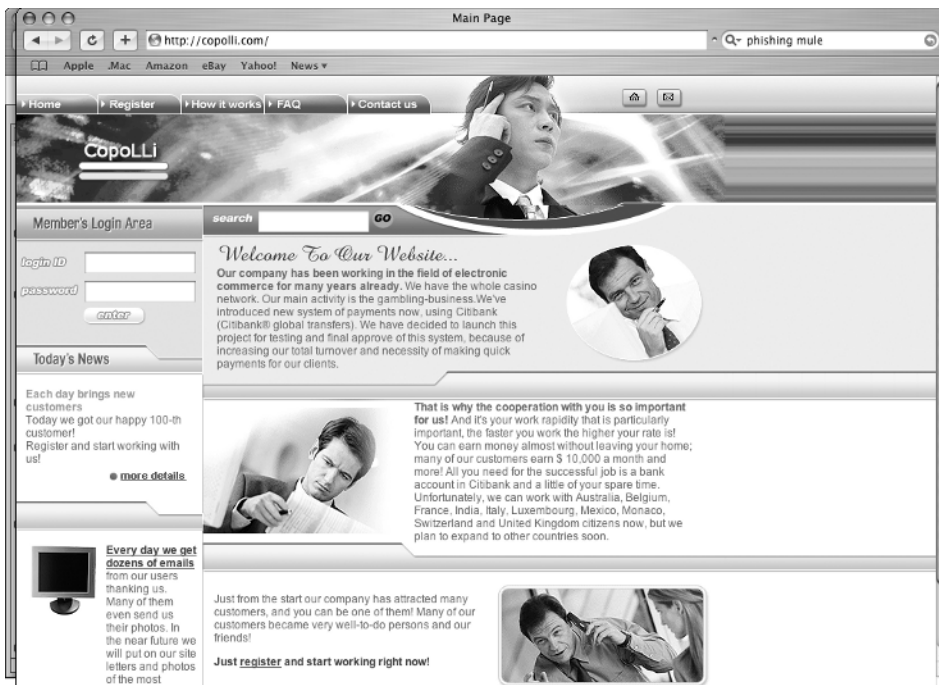 Main Page
http://copolli.com/
phishing mule
Apple .Mac Amazon eBay Yahoo! News
Home Register How it works FAQ Contact us
CopoLLi
Member's Login Area
login ID
password
enter
Today's News
Each day brings new
customers
Today we got our happy 100-th
customer!
Register and start working with
us!
more details
Every day we get
dozens of emails
from our users
thanking us.
Many of them
even send us
their photos. In
the near future we
will put on our site
letters and photos
of the most
search GO
Welcome To Our Website...
Our company has been working in the field of electronic
commerce for many years already. We have the whole casino
network. Our main activity is the gambling-business.We've
introduced new system of payments now, using Citibank
(Citibank® global transfers). We have decided to launch this
project for testing and final approve of this system, because of
increasing our total turnover and necessity of making quick
payments for our clients.
That is why the cooperation with you is so important
for us! And it's your work rapidity that is particularly
important, the faster you work the higher your rate is!
You can earn money almost without leaving your home;
many of our customers earn $ 10,000 a month and
more! All you need for the successful job is a bank
account in Citibank and a little of your spare time.
Unfortunately, we can work with Australia, Belgium,
France, India, Italy, Luxembourg, Mexico, Monaco,
Switzerland and United Kingdom citizens now, but we
plan to expand to other countries soon.
Just from the start our company has attracted many
customers, and you can be one of them! Many of our
customers became very well-to-do persons and our
friends!
Just register and start working right now!